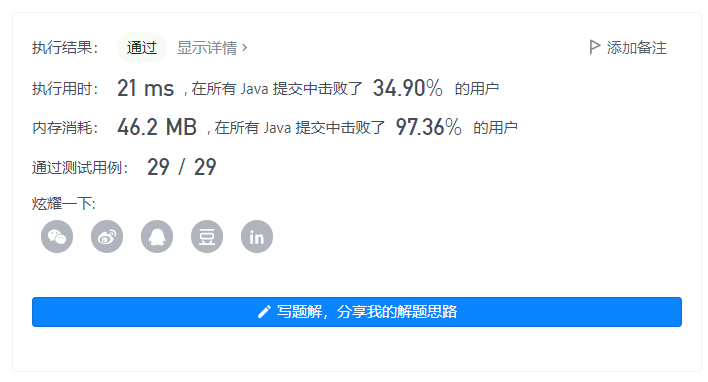 执行结果： 通过 显示详情 > 添加备注
执行用时： 21 ms , 在所有 Java 提交中击败了 34.90% 的用户
内存消耗： 46.2 MB , 在所有 Java 提交中击败了 97.36% 的用户
通过测试用例： 29 / 29
炫耀一下:
豆 in
写题解，分享我的解题思路